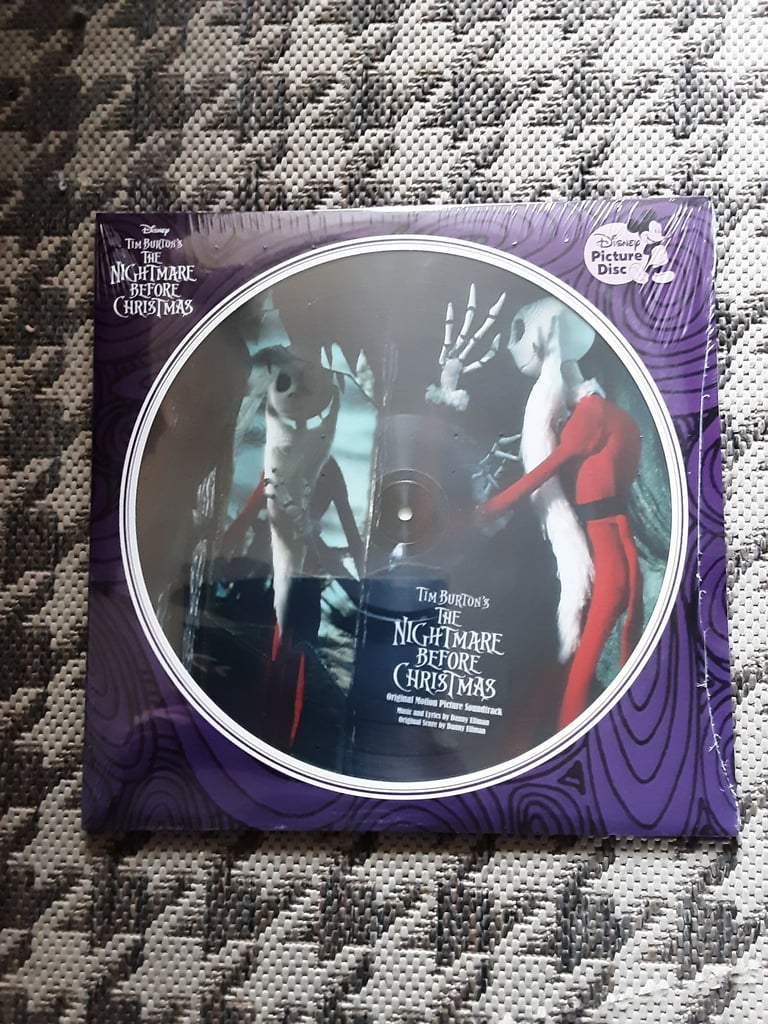 Disney
Tim Burton's
The
Nightmare
Before
Christmas
Disney
Picture
Disc
Tim Burton's
The
Nightmare
Before
Christmas
Original Motion Picture Soundtrack
Music and Lyrics by Danny Elfman
Original Score by Danny Elfman